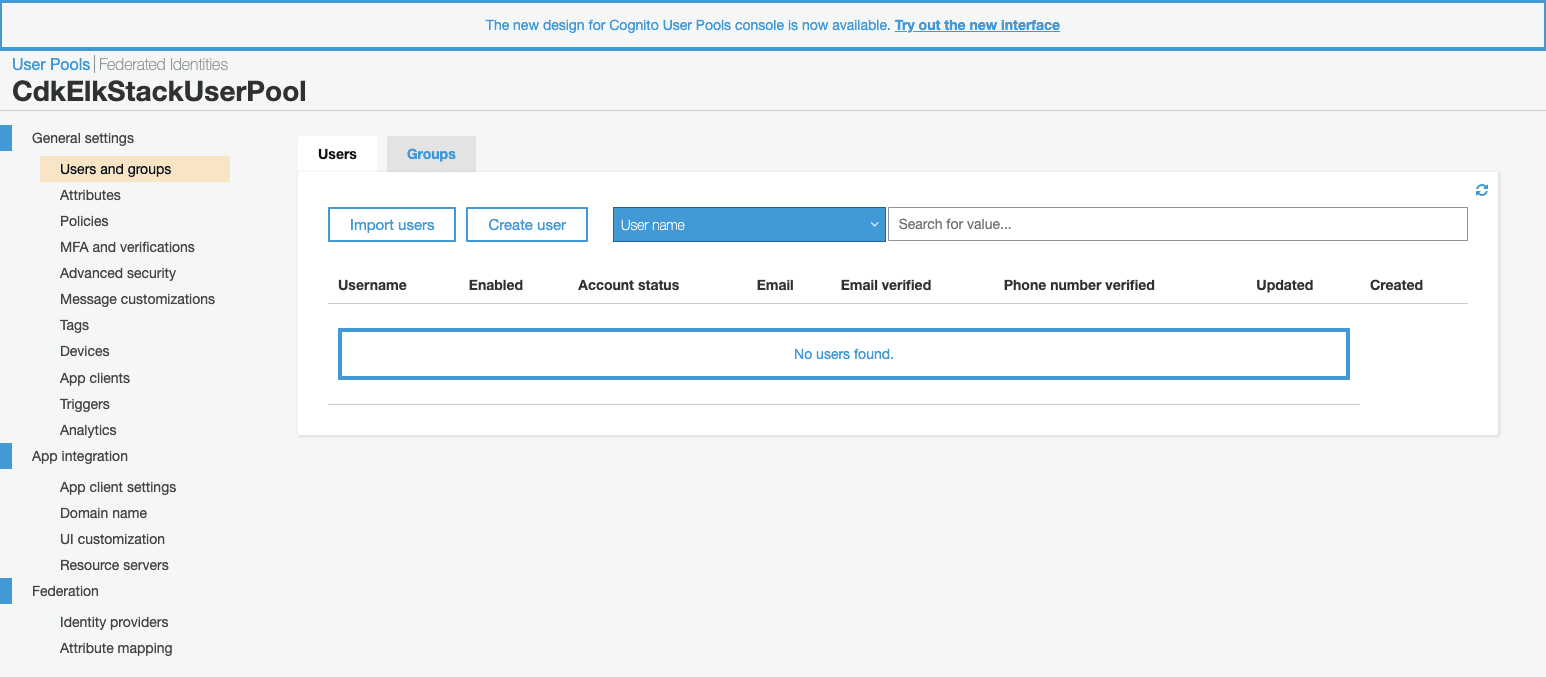 The new design for Cognito User Pools console is now available. Try out the new interface
User Pools | Federated Identities
CdkElkStackUserPool
General settings
Users and groups
Attributes
Policies
MFA and verifications
Advanced security
Message customizations
Tags
Devices
App clients
Triggers
Analytics
App integration
App client settings
Domain name
UI customization
Resource servers
Federation
Identity providers
Attribute mapping
Users Groups
Import users Create user User name Search for value...
Username Enabled Account status Email Email verified Phone number verified Updated Created
No users found.